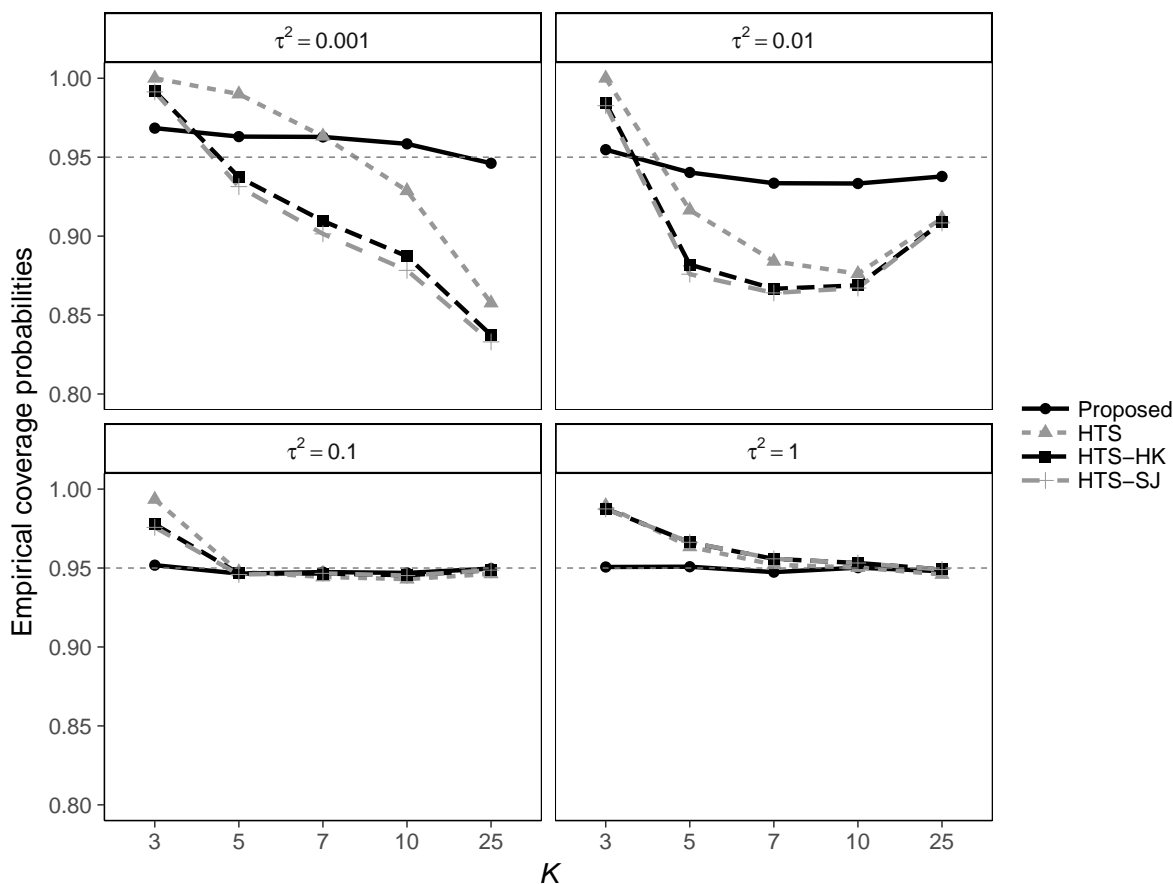 τ² = 0.001
τ² = 0.01
1.00
0.95
0.90
0.85
0.80
Empirical coverage probabilities
Proposed
HTS
HTS−HK
HTS−SJ
τ² = 0.1
τ² = 1
1.00
0.95
0.90
0.85
0.80
3 5 7 10 25
3 5 7 10 25
K